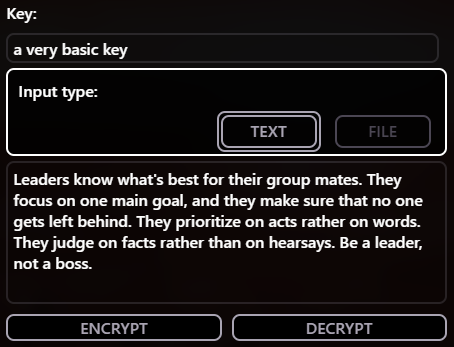 Key:
a very basic key
Input type:
TEXT FILE
Leaders know what's best for their group mates. They
focus on one main goal, and they make sure that no one
gets left behind. They prioritize on acts rather on words.
They judge on facts rather than on hearsays. Be a leader,
not a boss.
ENCRYPT DECRYPT